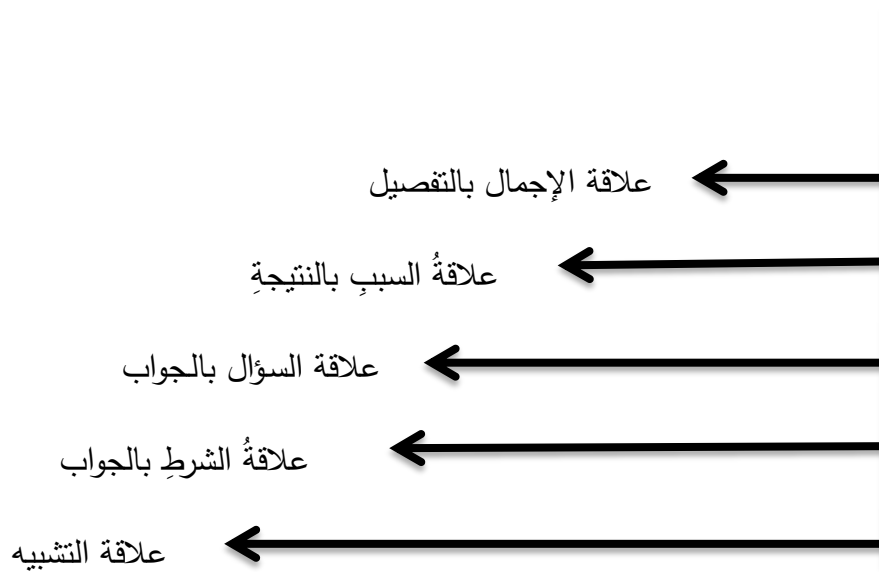 علاقة الإجمال بالتفصيل
علاقةُ السببِ بالنتيجةِ
علاقة السؤال بالجواب
علاقةُ الشرطِ بالجواب
علاقة التشبيه